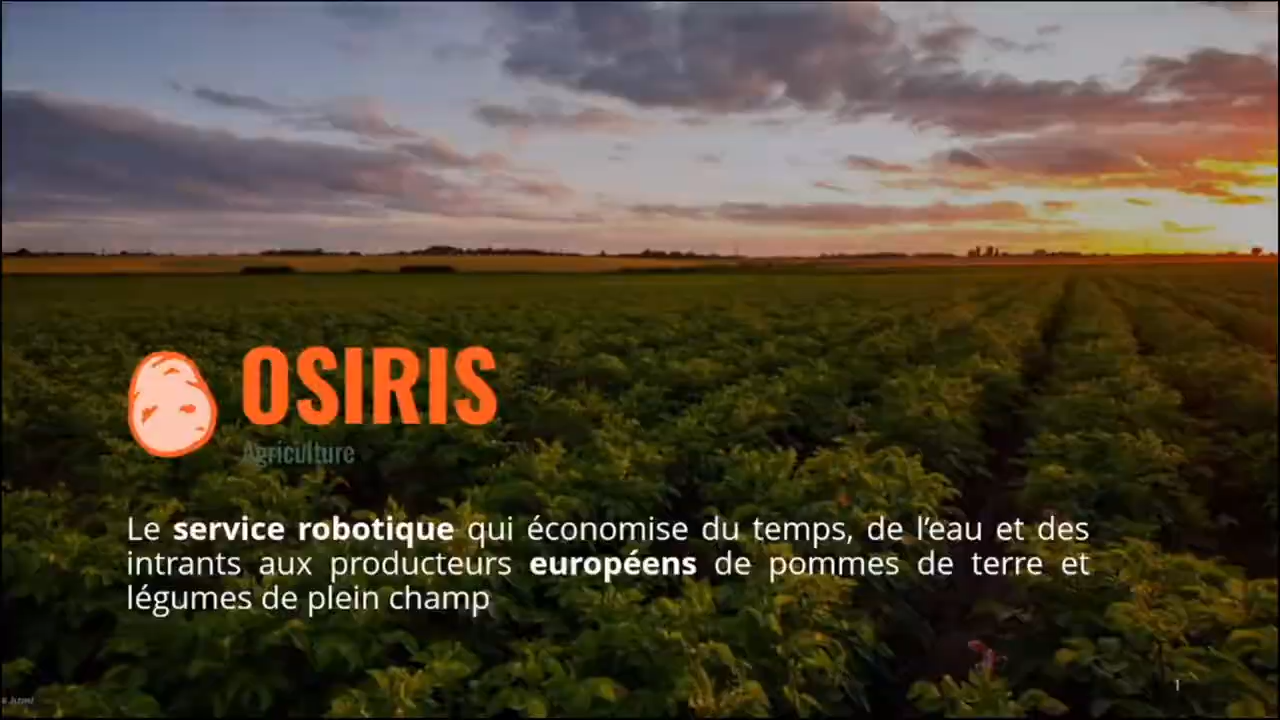 OSIRIS
Agriculture
Le service robotique qui économise du temps, de l’eau et des
intrants aux producteurs européens de pommes de terre et
légumes de plein champ
1